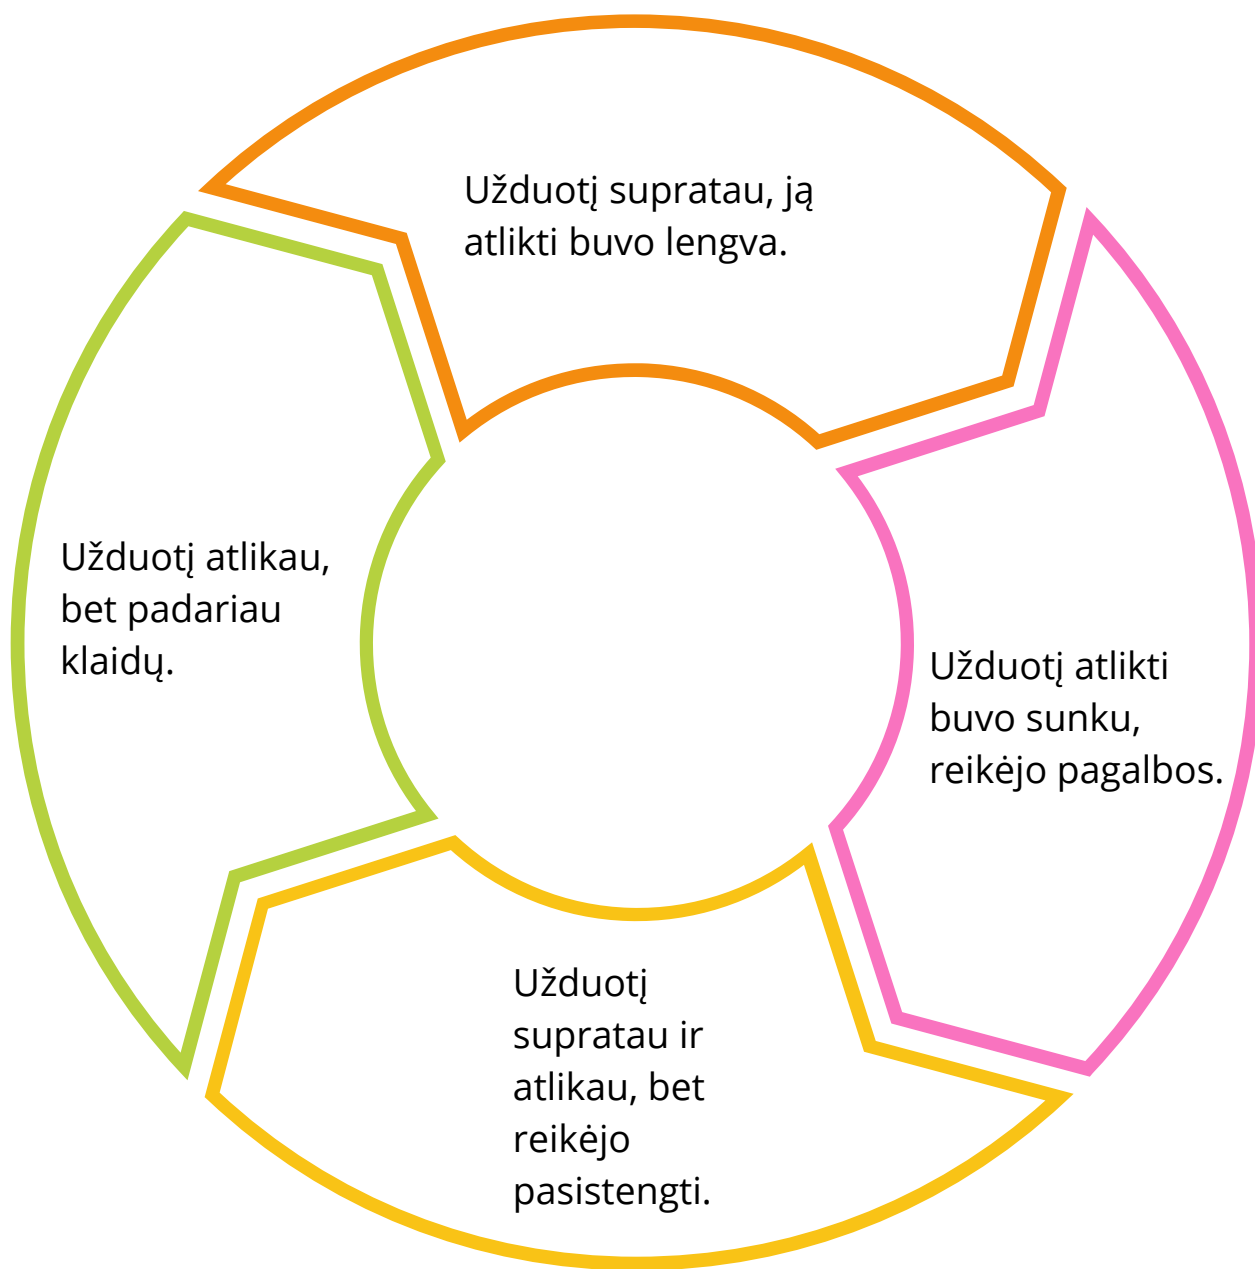 Užduotį supratau, ją
atlikti buvo lengva.
Užduotį atlikau,
bet padariau
klaidų.
Užduotį atlikti
buvo sunku,
reikėjo pagalbos.
Užduotį
supratau ir
atlikau, bet
reikėjo
pasistengti.